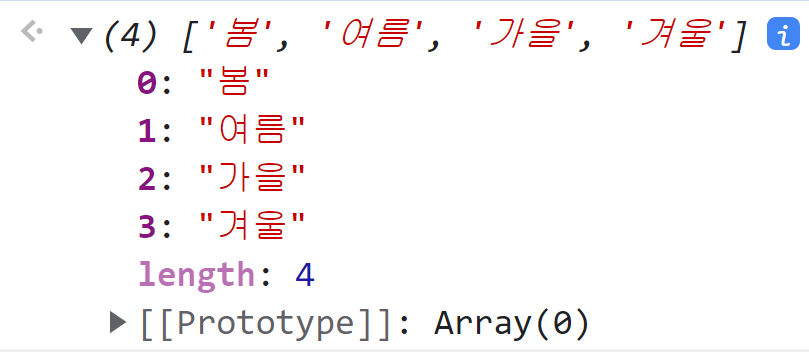 (4) ['봄', '여름', '가을', '겨울'] i
0: "봄"
1: "여름"
2: "가을"
3: "겨울"
length: 4
[[Prototype]]: Array(0)